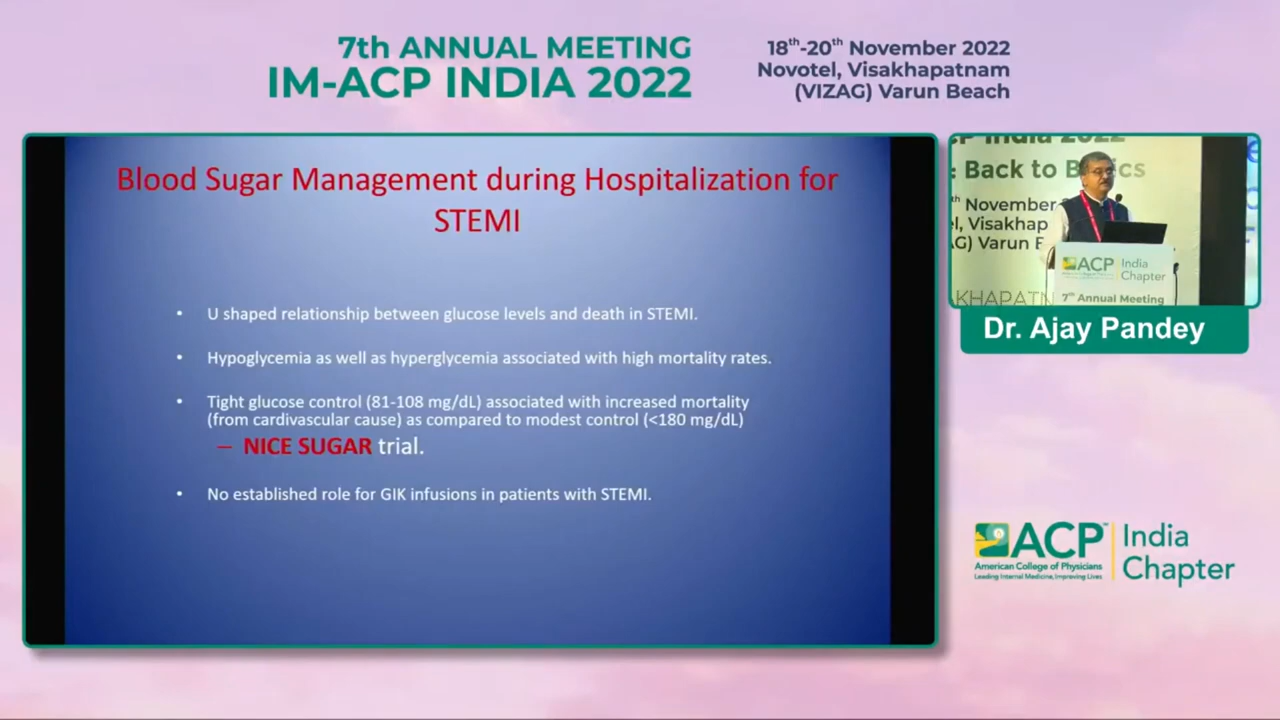 7th ANNUAL MEETING
IM-ACP INDIA 2022
18th-20th November 2022
Novotel, Visakhapatnam
(VIZAG) Varun Beach
Blood Sugar Management during Hospitalization for
STEMI
• U shaped relationship between glucose levels and death in STEMI.
• Hypoglycemia as well as hyperglycemia associated with high mortality rates.
• Tight glucose control (81-108 mg/dL) associated with increased mortality
(from cardivascular cause) as compared to modest control (<180 mg/dL)
– NICE SUGAR trial.
• No established role for GIK infusions in patients with STEMI.
India 2022
: Back to
November
Visakhap
Varun
ACP India
Chapter
7th Annual Meeting
KHAPATN
Dr. Ajay Pandey
ACP™
American College of Physicians
Leading Internal Medicine, Improving Lives
India
Chapter